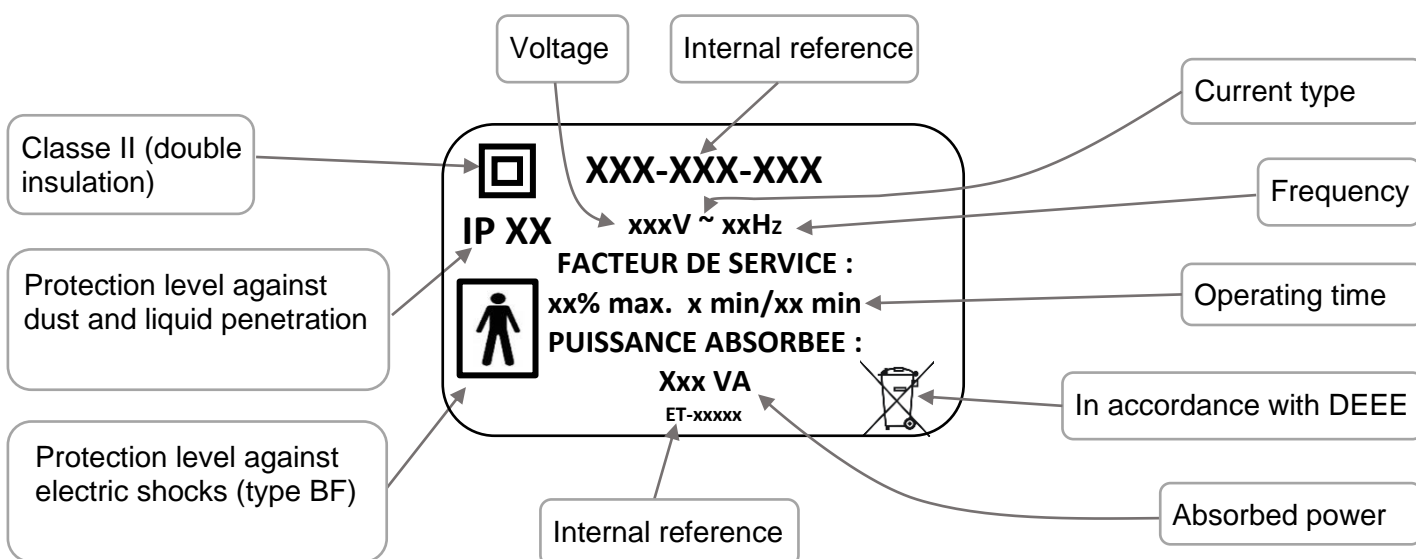 Voltage
Internal reference
Current type
Classe II (double
insulation)
XXX-XXX-XXX
Frequency
IP XX
xxxV ~ xxHz
FACTEUR DE SERVICE :
Protection level against
dust and liquid penetration
xx% max. x min/xx min
Operating time
PUISSANCE ABSORBEE :
Xxx VA
In accordance with DEEE
ET-xxxxx
Protection level against
electric shocks (type BF)
Internal reference
Absorbed power